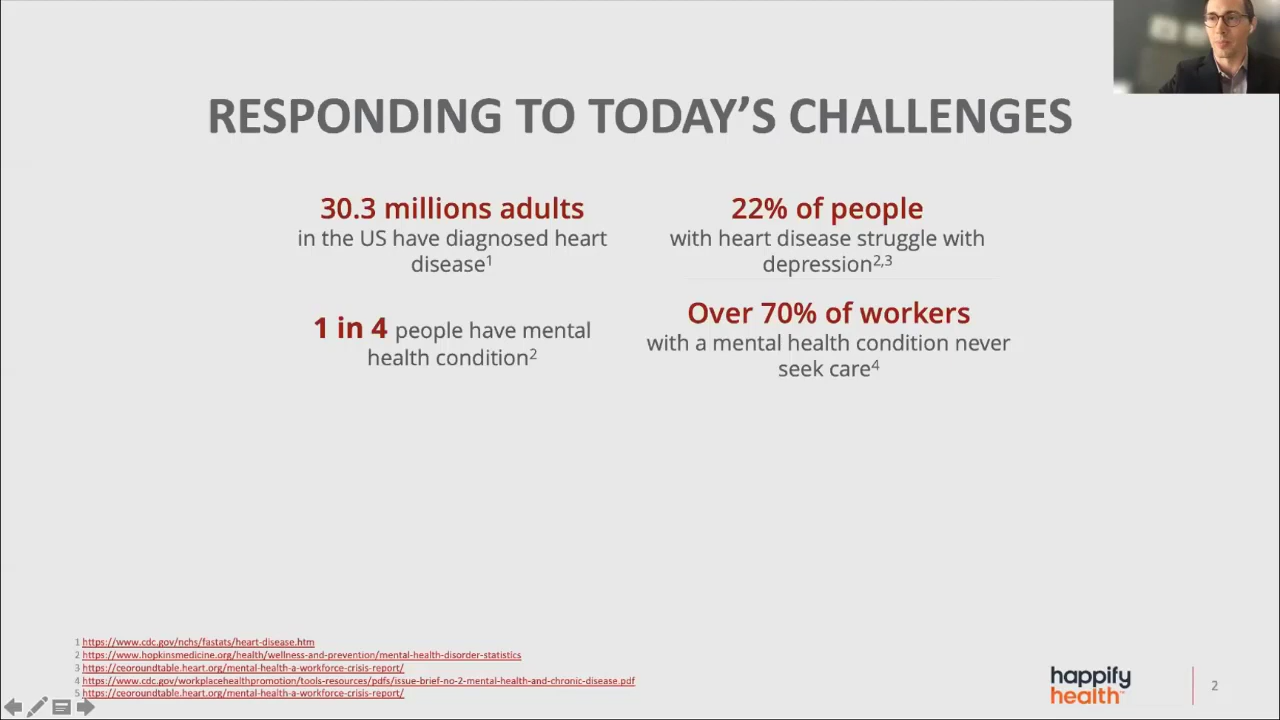 RESPONDING TO TODAY'S CHALLENGES
30.3 millions adults
in the US have diagnosed heart
disease1
22% of people
with heart disease struggle with
depression2,3
1 in 4 people have mental
health condition2
Over 70% of workers
with a mental health condition never
seek care4
1 https://www.cdc.gov/nchs/fastats/heart-disease.htm
2 https://www.hopkinsmedicine.org/health/wellness-and-prevention/mental-health-disorder-statistics
3 https://ceoroundtable.heart.org/mental-health-a-workforce-crisis-report/
4 https://www.cdc.gov/workplacehealthpromotion/tools-resources/pdfs/issue-brief-no-2-mental-health-and-chronic-disease.pdf
5 https://ceoroundtable.heart.org/mental-health-a-workforce-crisis-report/
happify
health™
2